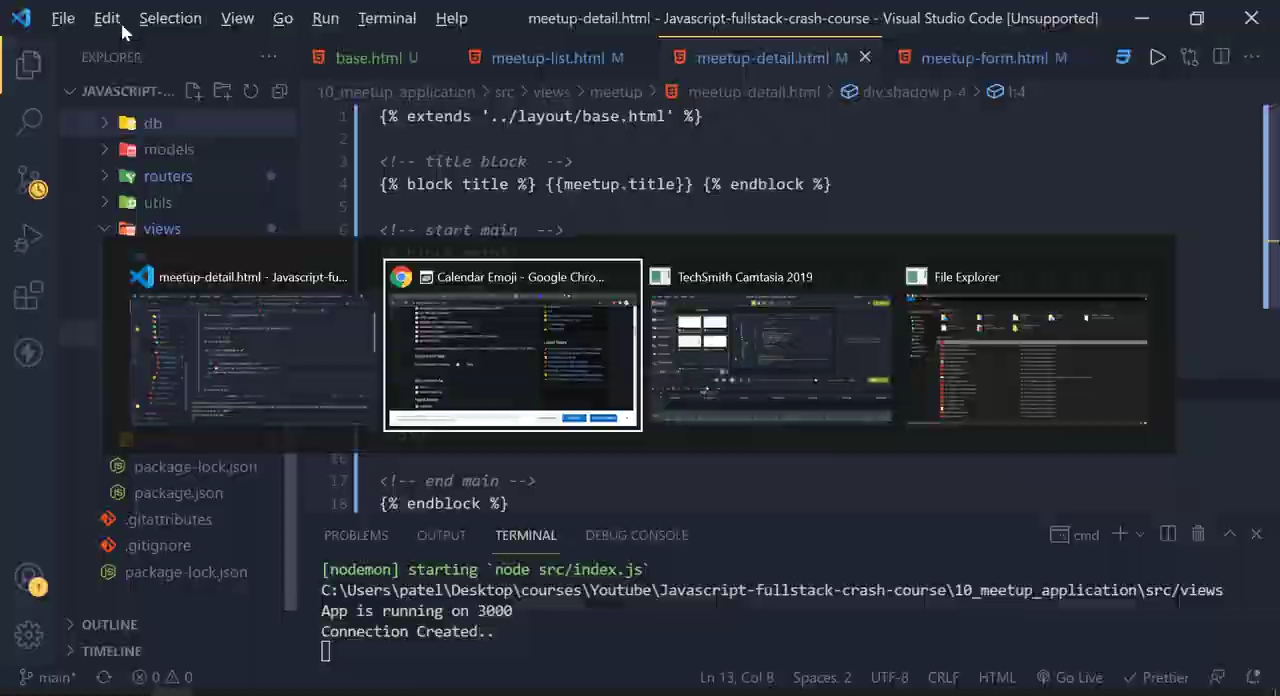 File Edit Selection View Go Run Terminal Help meetup-detail.html - Javascript-fullstack-crash-course - Visual Studio Code [Unsupported]
EXPLORER ··· base.html U meetup-list.html M meetup-detail.html M meetup-form.html M ···
JAVASCRIPT-... 10_meetup_application > src > views > meetup > meetup-detail.html > div.shadow.p-4 > h4
db
models
routers
utils
views
1 {% extends '../layout/base.html' %}
2
3 <!-- title block -->
4 {% block title %} {{meetup.title}} {% endblock %}
5
6 <!-- start main -->
meetup-detail.html - Javascript-fu...
Calendar Emoji - Google Chro...
TechSmith Camtasia 2019
File Explorer
package-lock.json
package.json
.gitattributes
.gitignore
package-lock.json
OUTLINE
TIMELINE
16
17 <!-- end main -->
18 {% endblock %}
PROBLEMS OUTPUT TERMINAL DEBUG CONSOLE cmd
[nodemon] starting `node src/index.js`
C:\Users\patel\Desktop\courses\Youtube\Javascript-fullstack-crash-course\10_meetup_application\src/views
App is running on 3000
Connection Created..
main* 0 0 Ln 13, Col 8 Spaces: 2 UTF-8 CRLF HTML Go Live Prettier